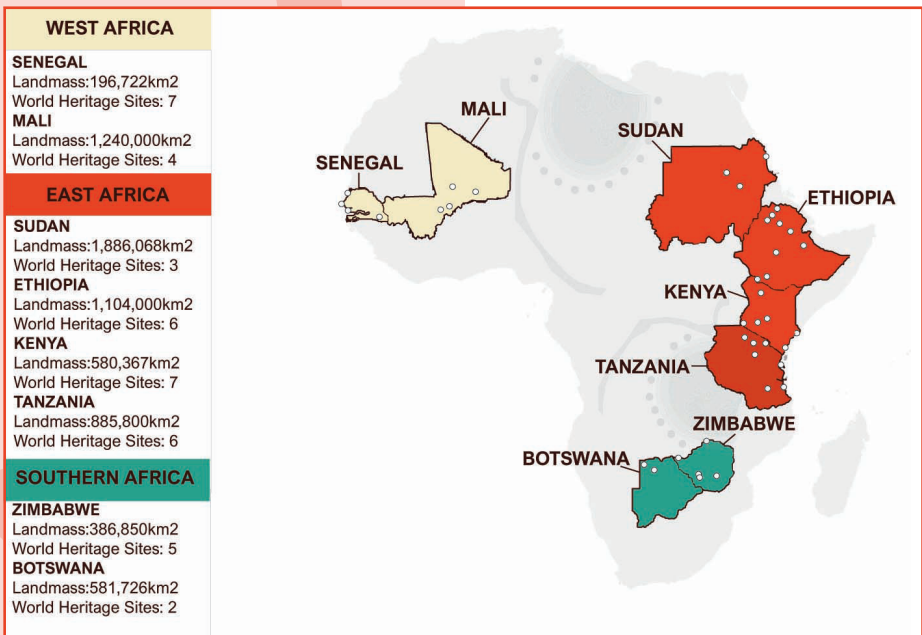 WEST AFRICA
SENEGAL
Landmass:196,722km2
World Heritage Sites: 7
MALI
Landmass:1,240,000km2
World Heritage Sites: 4
EAST AFRICA
SUDAN
Landmass:1,886,068km2
World Heritage Sites: 3
ETHIOPIA
Landmass:1,104,000km2
World Heritage Sites: 6
KENYA
Landmass:580,367km2
World Heritage Sites: 7
TANZANIA
Landmass:885,800km2
World Heritage Sites: 6
SOUTHERN AFRICA
ZIMBABWE
Landmass:386,850km2
World Heritage Sites: 5
BOTSWANA
Landmass:581,726km2
World Heritage Sites: 2
MALI
SENEGAL
SUDAN
ETHIOPIA
KENYA
TANZANIA
ZIMBABWE
BOTSWANA